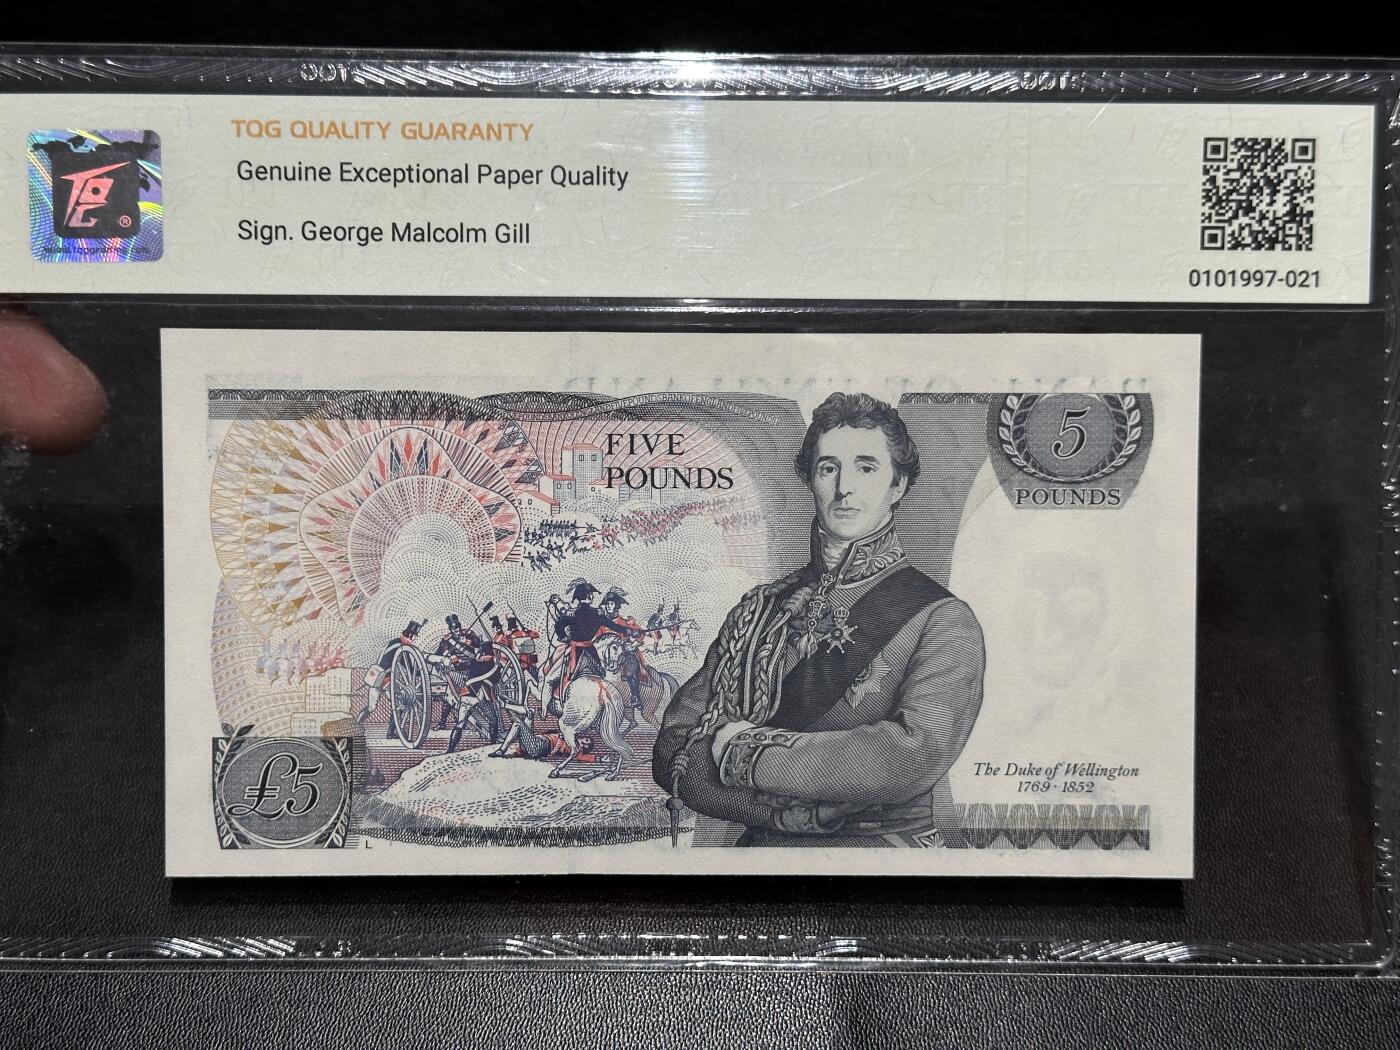 TQG QUALITY GUARANTY
Genuine Exceptional Paper Quality
Sign. George Malcolm Gill
0101997-021
FIVE
POUNDS
5
POUNDS
The Duke of Wellington
1769·1852
£5
L